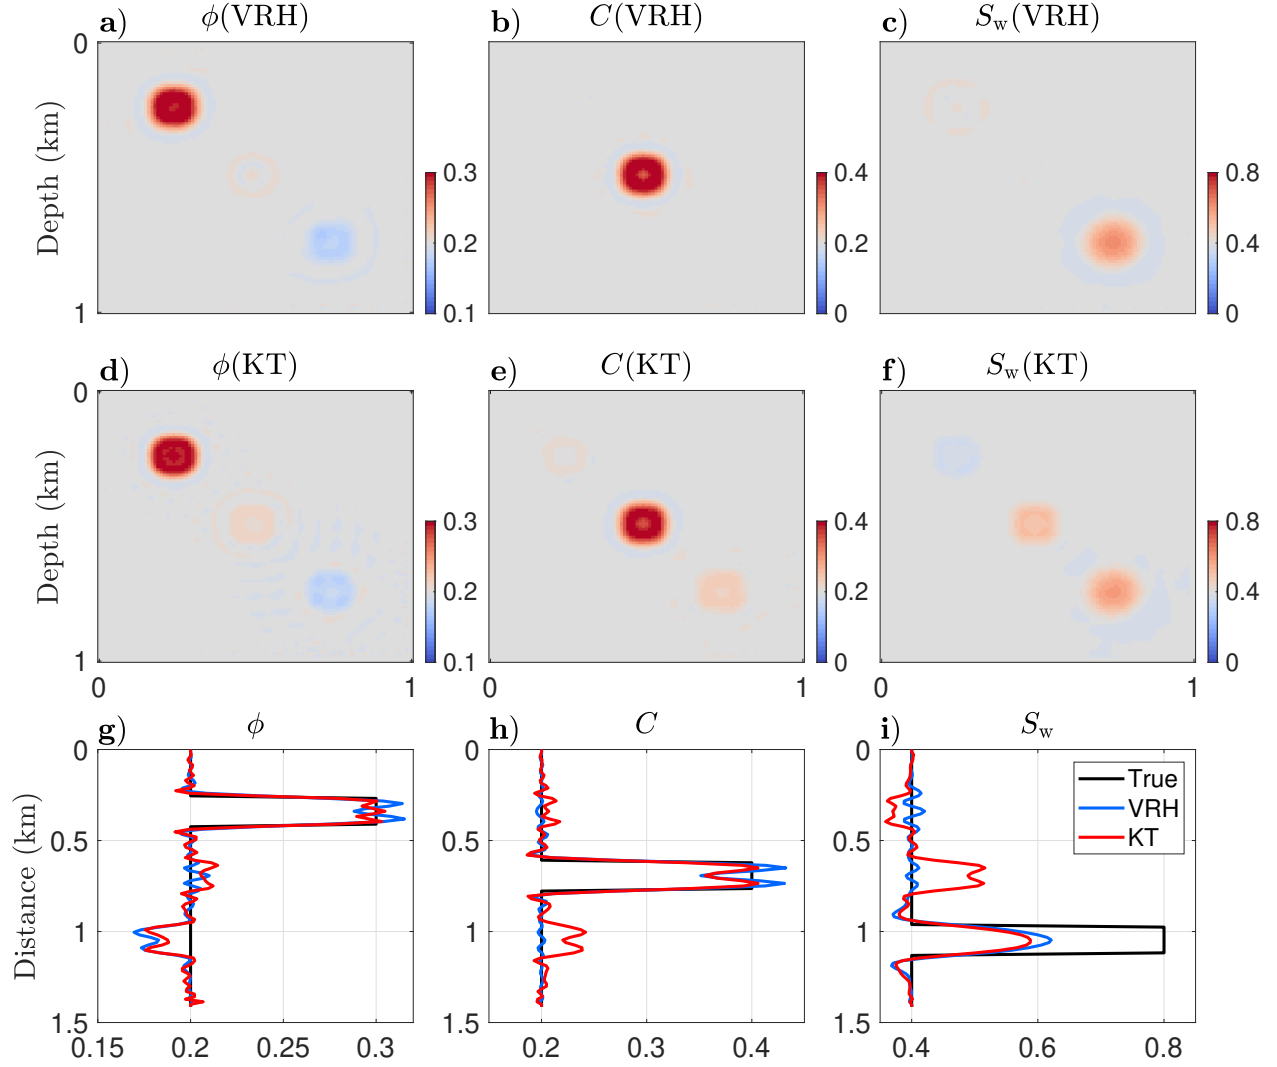 a) ϕ(VRH) b) C(VRH) c) S_w(VRH)
0
Depth (km)
0.3 0.4 0.8
0.2 0.2 0.4
1 0.1 0 0
d) ϕ(KT) e) C(KT) f) S_w(KT)
0
Depth (km)
0.3 0.4 0.8
0.2 0.2 0.4
1 0.1 0 0
0 1 0 1 0 1
g) ϕ h) C i) S_w
0 0 0
True
VRH
KT
0.5 0.5 0.5
Distance (km)
1 1 1
1.5 1.5 1.5
0.15 0.2 0.25 0.3 0.2 0.3 0.4 0.4 0.6 0.8